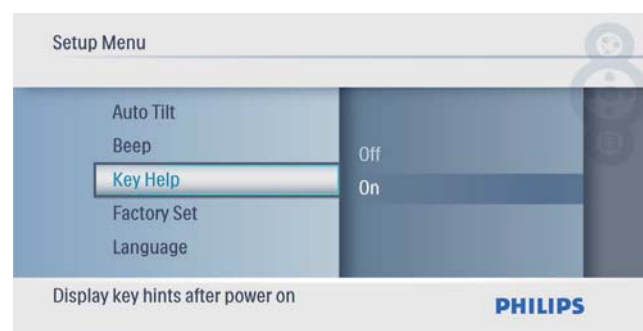 Setup Menu
Auto Tilt
Beep
Key Help
Factory Set
Language
Off
On
Display key hints after power on
PHILIPS